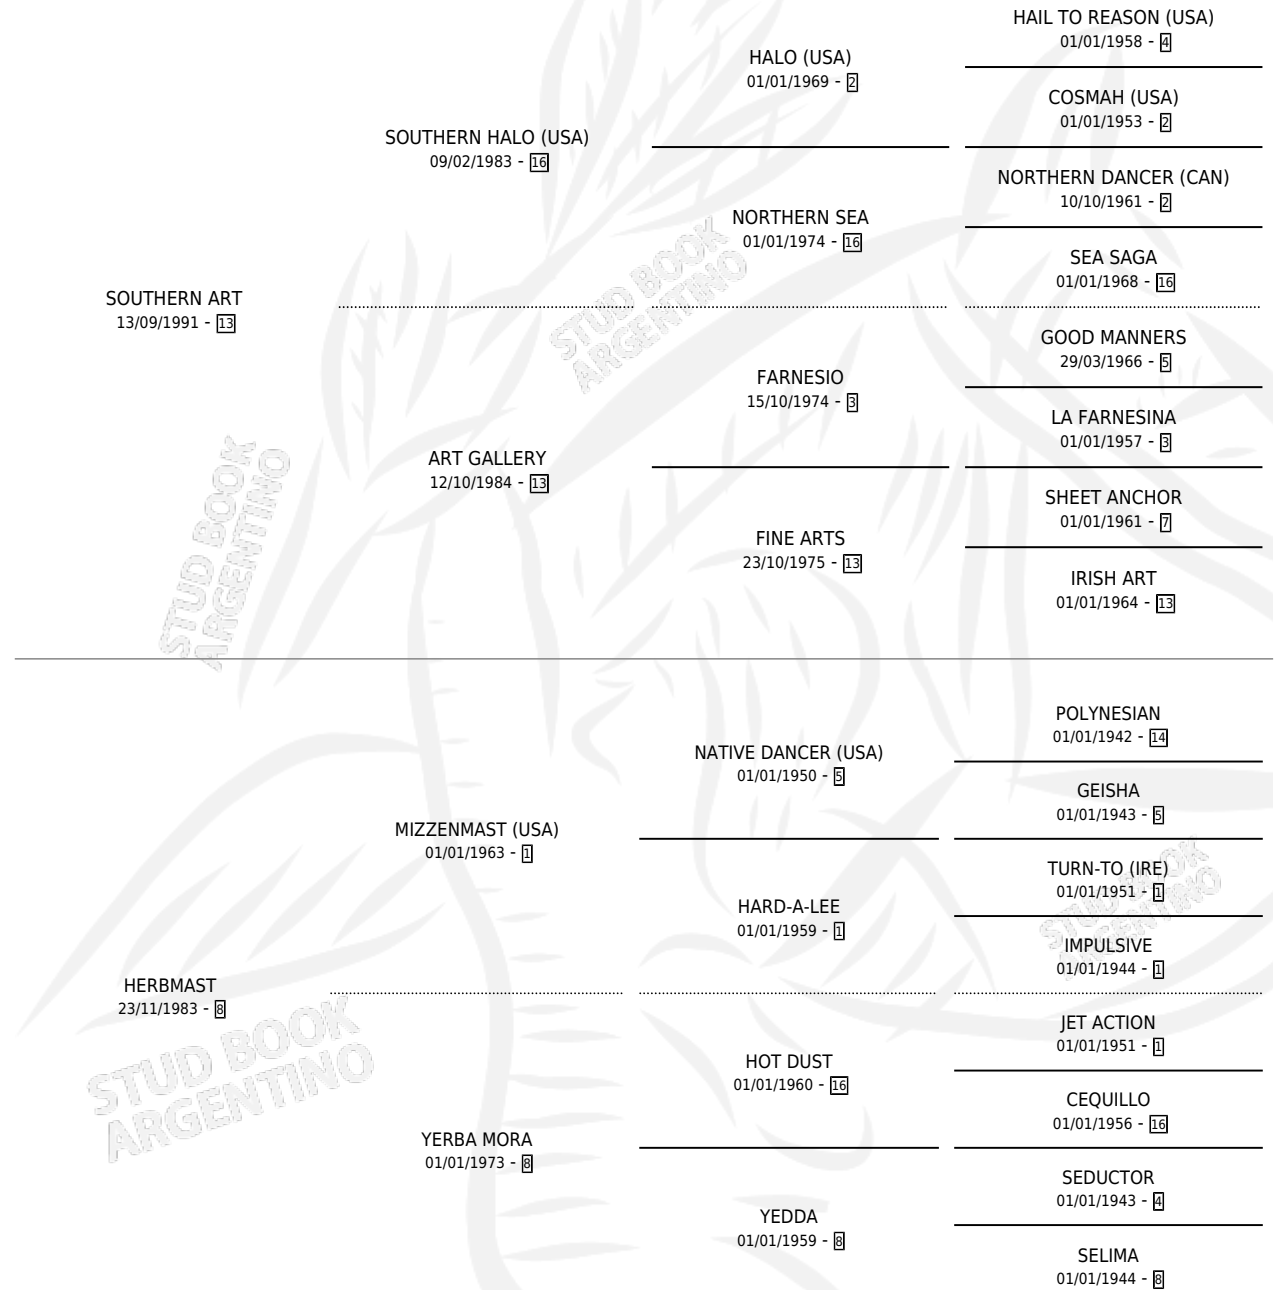 HAIL TO REASON (USA)
01/01/1958 - 4
HALO (USA)
01/01/1969 - 2
COSMAH (USA)
01/01/1953 - 2
SOUTHERN HALO (USA)
09/02/1983 - 16
NORTHERN DANCER (CAN)
10/10/1961 - 2
NORTHERN SEA
01/01/1974 - 16
SEA SAGA
01/01/1968 - 16
SOUTHERN ART
13/09/1991 - 13
GOOD MANNERS
29/03/1966 - 5
FARNESIO
15/10/1974 - 3
LA FARNESINA
01/01/1957 - 3
ART GALLERY
12/10/1984 - 13
SHEET ANCHOR
01/01/1961 - 7
FINE ARTS
23/10/1975 - 13
IRISH ART
01/01/1964 - 13
POLYNESIAN
01/01/1942 - 14
NATIVE DANCER (USA)
01/01/1950 - 5
GEISHA
01/01/1943 - 5
MIZZENMAST (USA)
01/01/1963 - 1
TURN-TO (IRE)
01/01/1951 - 1
HARD-A-LEE
01/01/1959 - 1
IMPULSIVE
01/01/1944 - 1
HERBMAST
23/11/1983 - 8
JET ACTION
01/01/1951 - 1
HOT DUST
01/01/1960 - 16
CEQUILLO
01/01/1956 - 16
YERBA MORA
01/01/1973 - 8
SEDUCTOR
01/01/1943 - 4
YEDDA
01/01/1959 - 8
SELIMA
01/01/1944 - 8
STUD BOOK
ARGENTINO
STUD BOOK
ARGENTINO
STUD BOOK
ARGENTINO
STUD BOOK
ARGENTINO